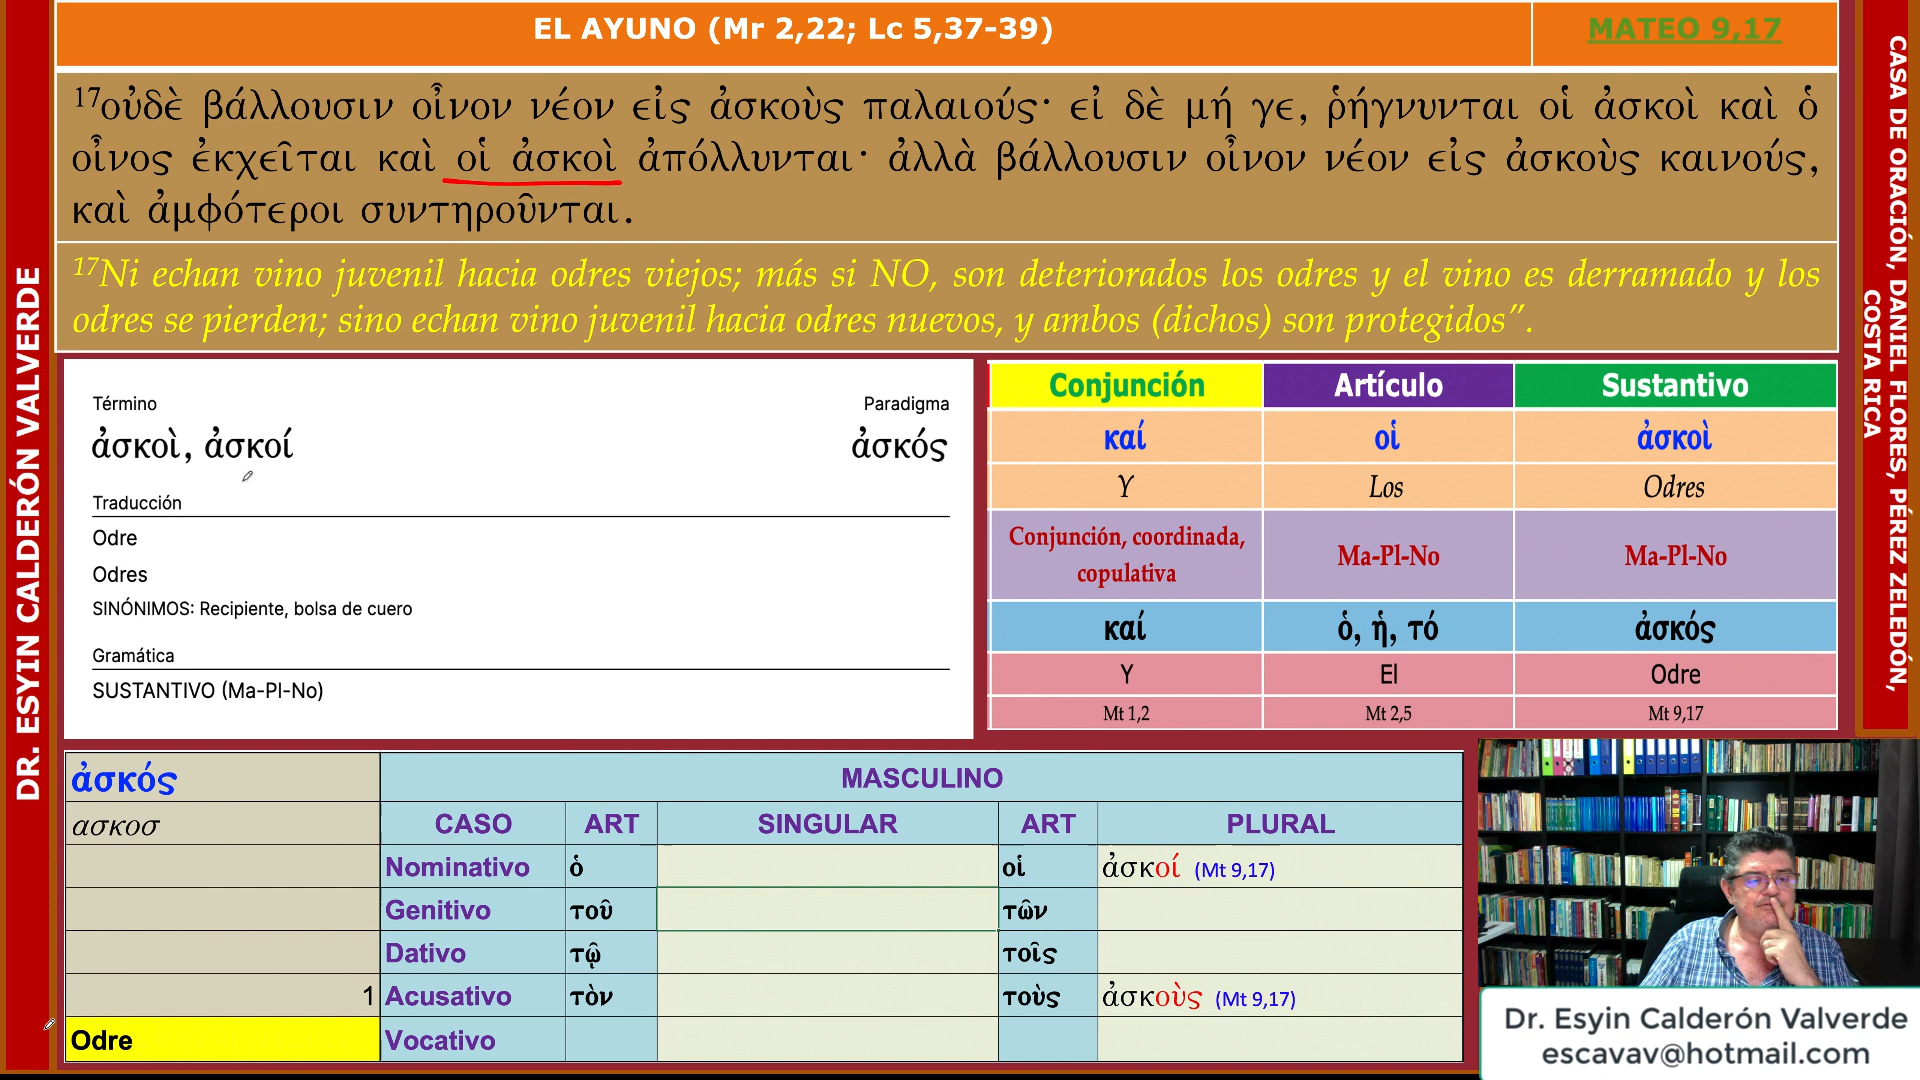 EL AYUNO (Mr 2,22; Lc 5,37-39)
MATEO 9,17
¹⁷οὐδὲ βάλλουσιν οἶνον νέον εἰς ἀσκοὺς παλαιούς· εἰ δὲ μή γε, ῥήγνυνται οἱ ἀσκοὶ καὶ ὁ
οἶνος ἐκχεῖται καὶ οἱ ἀσκοὶ ἀπόλλυνται· ἀλλὰ βάλλουσιν οἶνον νέον εἰς ἀσκοὺς καινούς,
καὶ ἀμφότεροι συντηροῦνται.
¹⁷Ni echan vino juvenil hacia odres viejos; más si NO, son deteriorados los odres y el vino es derramado y los
odres se pierden; sino echan vino juvenil hacia odres nuevos, y ambos (dichos) son protegidos”.
DR. ESYIN CALDERÓN VALVERDE
CASA DE ORACIÓN, DANIEL FLORES, PÉREZ ZELEDÓN,
COSTA RICA
Término Paradigma
ἀσκοὶ, ἀσκοί ἀσκός
Traducción
Odre
Odres
SINÓNIMOS: Recipiente, bolsa de cuero
Gramática
SUSTANTIVO (Ma-Pl-No)
Conjunción Artículo Sustantivo
καί οἱ ἀσκοὶ
Y Los Odres
Conjunción, coordinada,
copulativa
Ma-Pl-No Ma-Pl-No
καί ὁ, ἡ, τό ἀσκός
Y El Odre
Mt 1,2 Mt 2,5 Mt 9,17
ἀσκός MASCULINO
ασκοσ CASO ART SINGULAR ART PLURAL
Nominativo ὁ οἱ ἀσκοί (Mt 9,17)
Genitivo τοῦ τῶν
Dativo τῷ τοῖς
1 Acusativo τὸν τοὺς ἀσκοὺς (Mt 9,17)
Odre Vocativo
Dr. Esyin Calderón Valverde
escavav@hotmail.com